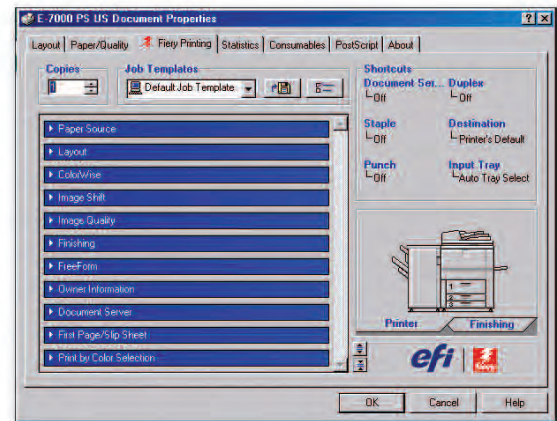 E-7000 PS US Document Properties
Layout
Paper/Quality
Fiery Printing
Statistics
Consumables
PostScript
About
Copies
1
Job Templates
Default Job Template
Paper Source
Layout
ColorWise
Image Shift
Image Quality
Finishing
FreeForm
Owner Information
Document Server
First Page/Slip Sheet
Print by Color Selection
Shortcuts
Document Set...
Off
Duplex
Off
Staple
Off
Destination
Printer's Default
Punch
Off
Input Tray
Auto Tray Select
1
2
3
Printer
Finishing
efi
OK
Cancel
Help